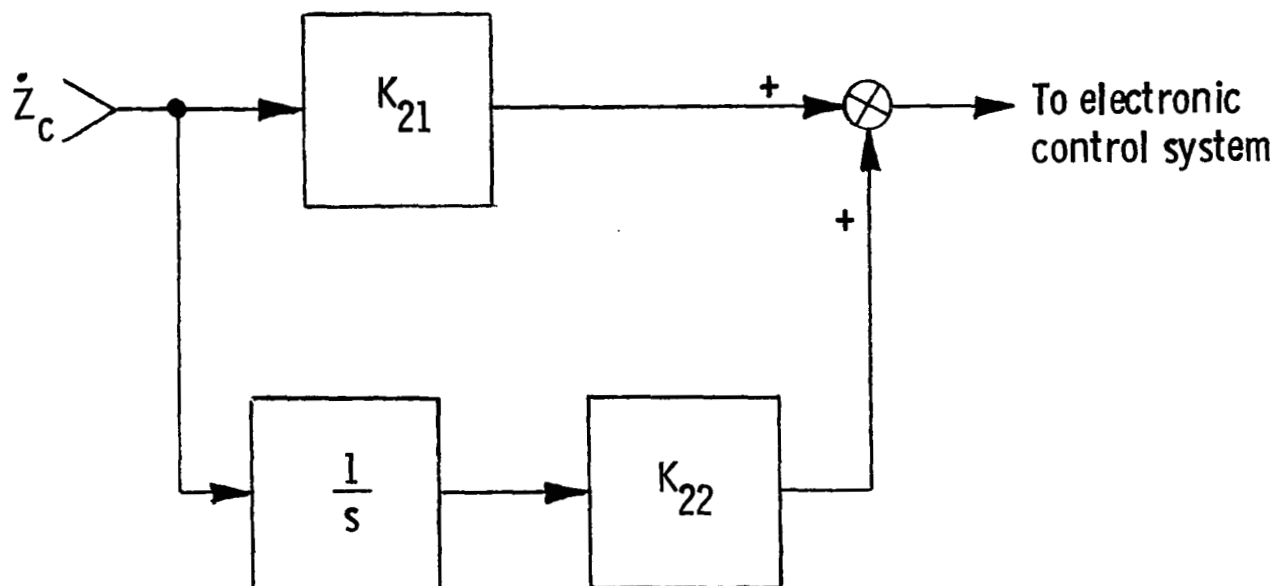 Ż_c
K_21
+
To electronic
control system
+
1/s
K_22